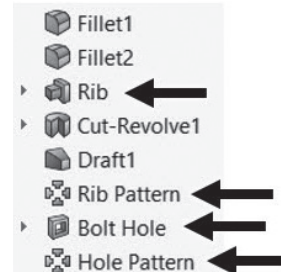 Fillet1
Fillet2
Rib
Cut-Revolve1
Draft1
Rib Pattern
Bolt Hole
Hole Pattern